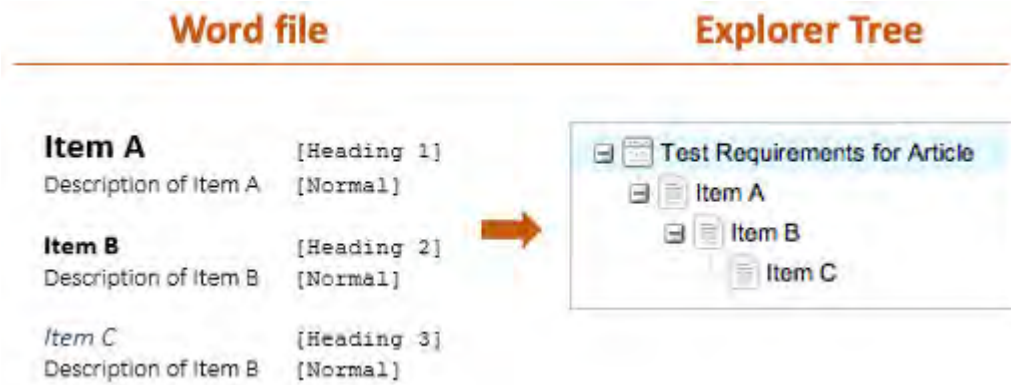 Word file
Explorer Tree
Item A [Heading 1]
Description of Item A [Normal]
Item B [Heading 2]
Description of Item B [Normal]
Item C [Heading 3]
Description of Item B [Normal]
Test Requirements for Article
Item A
Item B
Item C